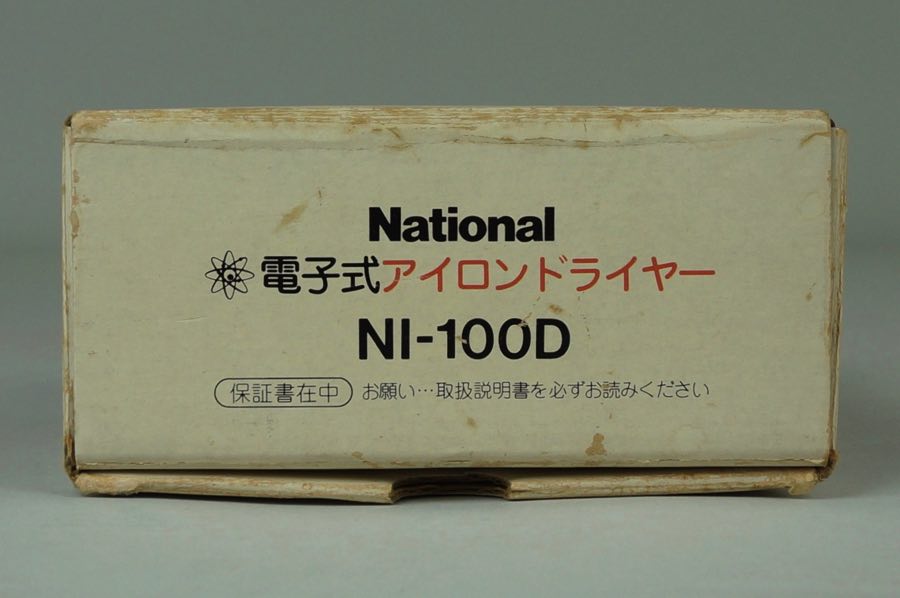 National
電子式アイロンドライヤー
NI-100D
保証書在中 お願い…取扱説明書を必ずお読みください